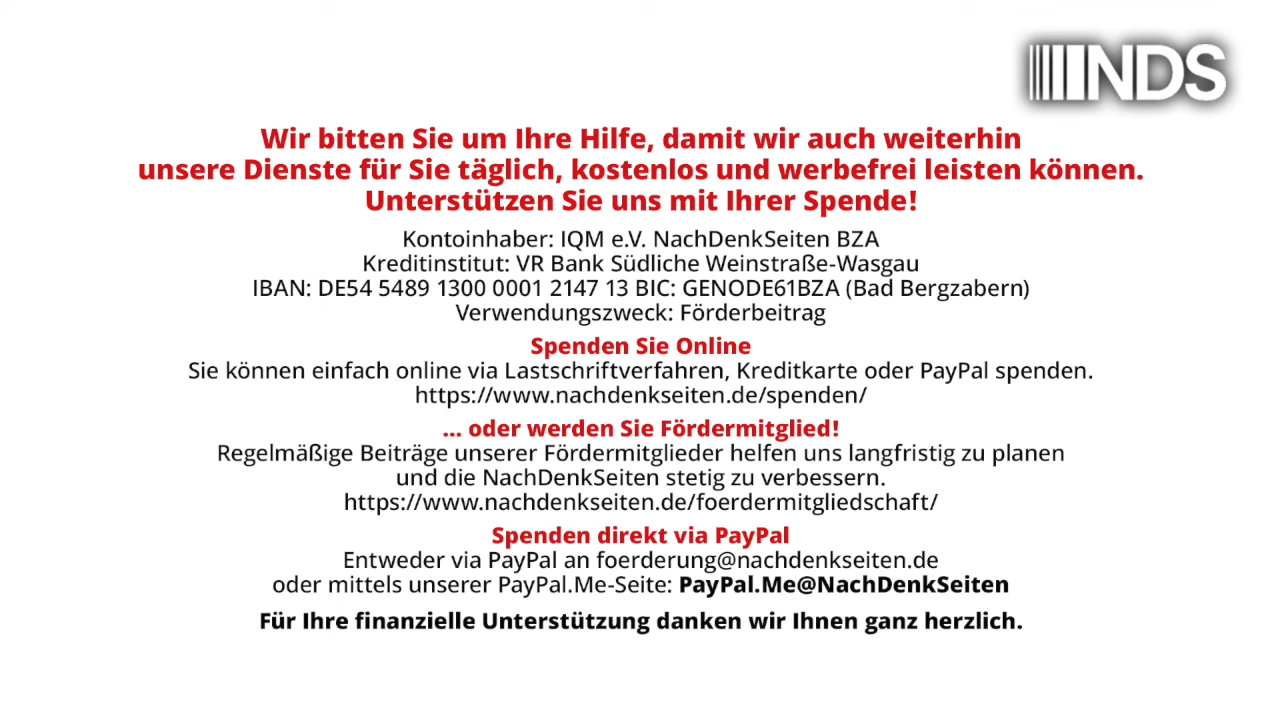 NDS
Wir bitten Sie um Ihre Hilfe, damit wir auch weiterhin
unsere Dienste für Sie täglich, kostenlos und werbefrei leisten können.
Unterstützen Sie uns mit Ihrer Spende!
Kontoinhaber: IQM e.V. NachDenkSeiten BZA
Kreditinstitut: VR Bank Südliche Weinstraße-Wasgau
IBAN: DE54 5489 1300 0001 2147 13 BIC: GENODE61BZA (Bad Bergzabern)
Verwendungszweck: Förderbeitrag
Spenden Sie Online
Sie können einfach online via Lastschriftverfahren, Kreditkarte oder PayPal spenden.
https://www.nachdenkseiten.de/spenden/
... oder werden Sie Fördermitglied!
Regelmäßige Beiträge unserer Fördermitglieder helfen uns langfristig zu planen
und die NachDenkSeiten stetig zu verbessern.
https://www.nachdenkseiten.de/foerdermitgliedschaft/
Spenden direkt via PayPal
Entweder via PayPal an foerderung@nachdenkseiten.de
oder mittels unserer PayPal.Me-Seite: PayPal.Me@NachDenkSeiten
Für Ihre finanzielle Unterstützung danken wir Ihnen ganz herzlich.